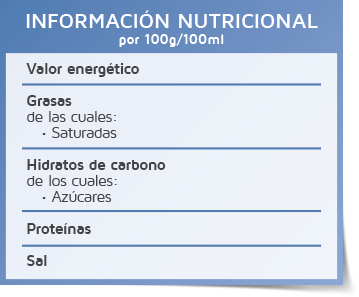 INFORMACIÓN NUTRICIONAL
por 100g/100ml
Valor energético
Grasas
de las cuales:
· Saturadas
Hidratos de carbono
de los cuales:
· Azúcares
Proteínas
Sal